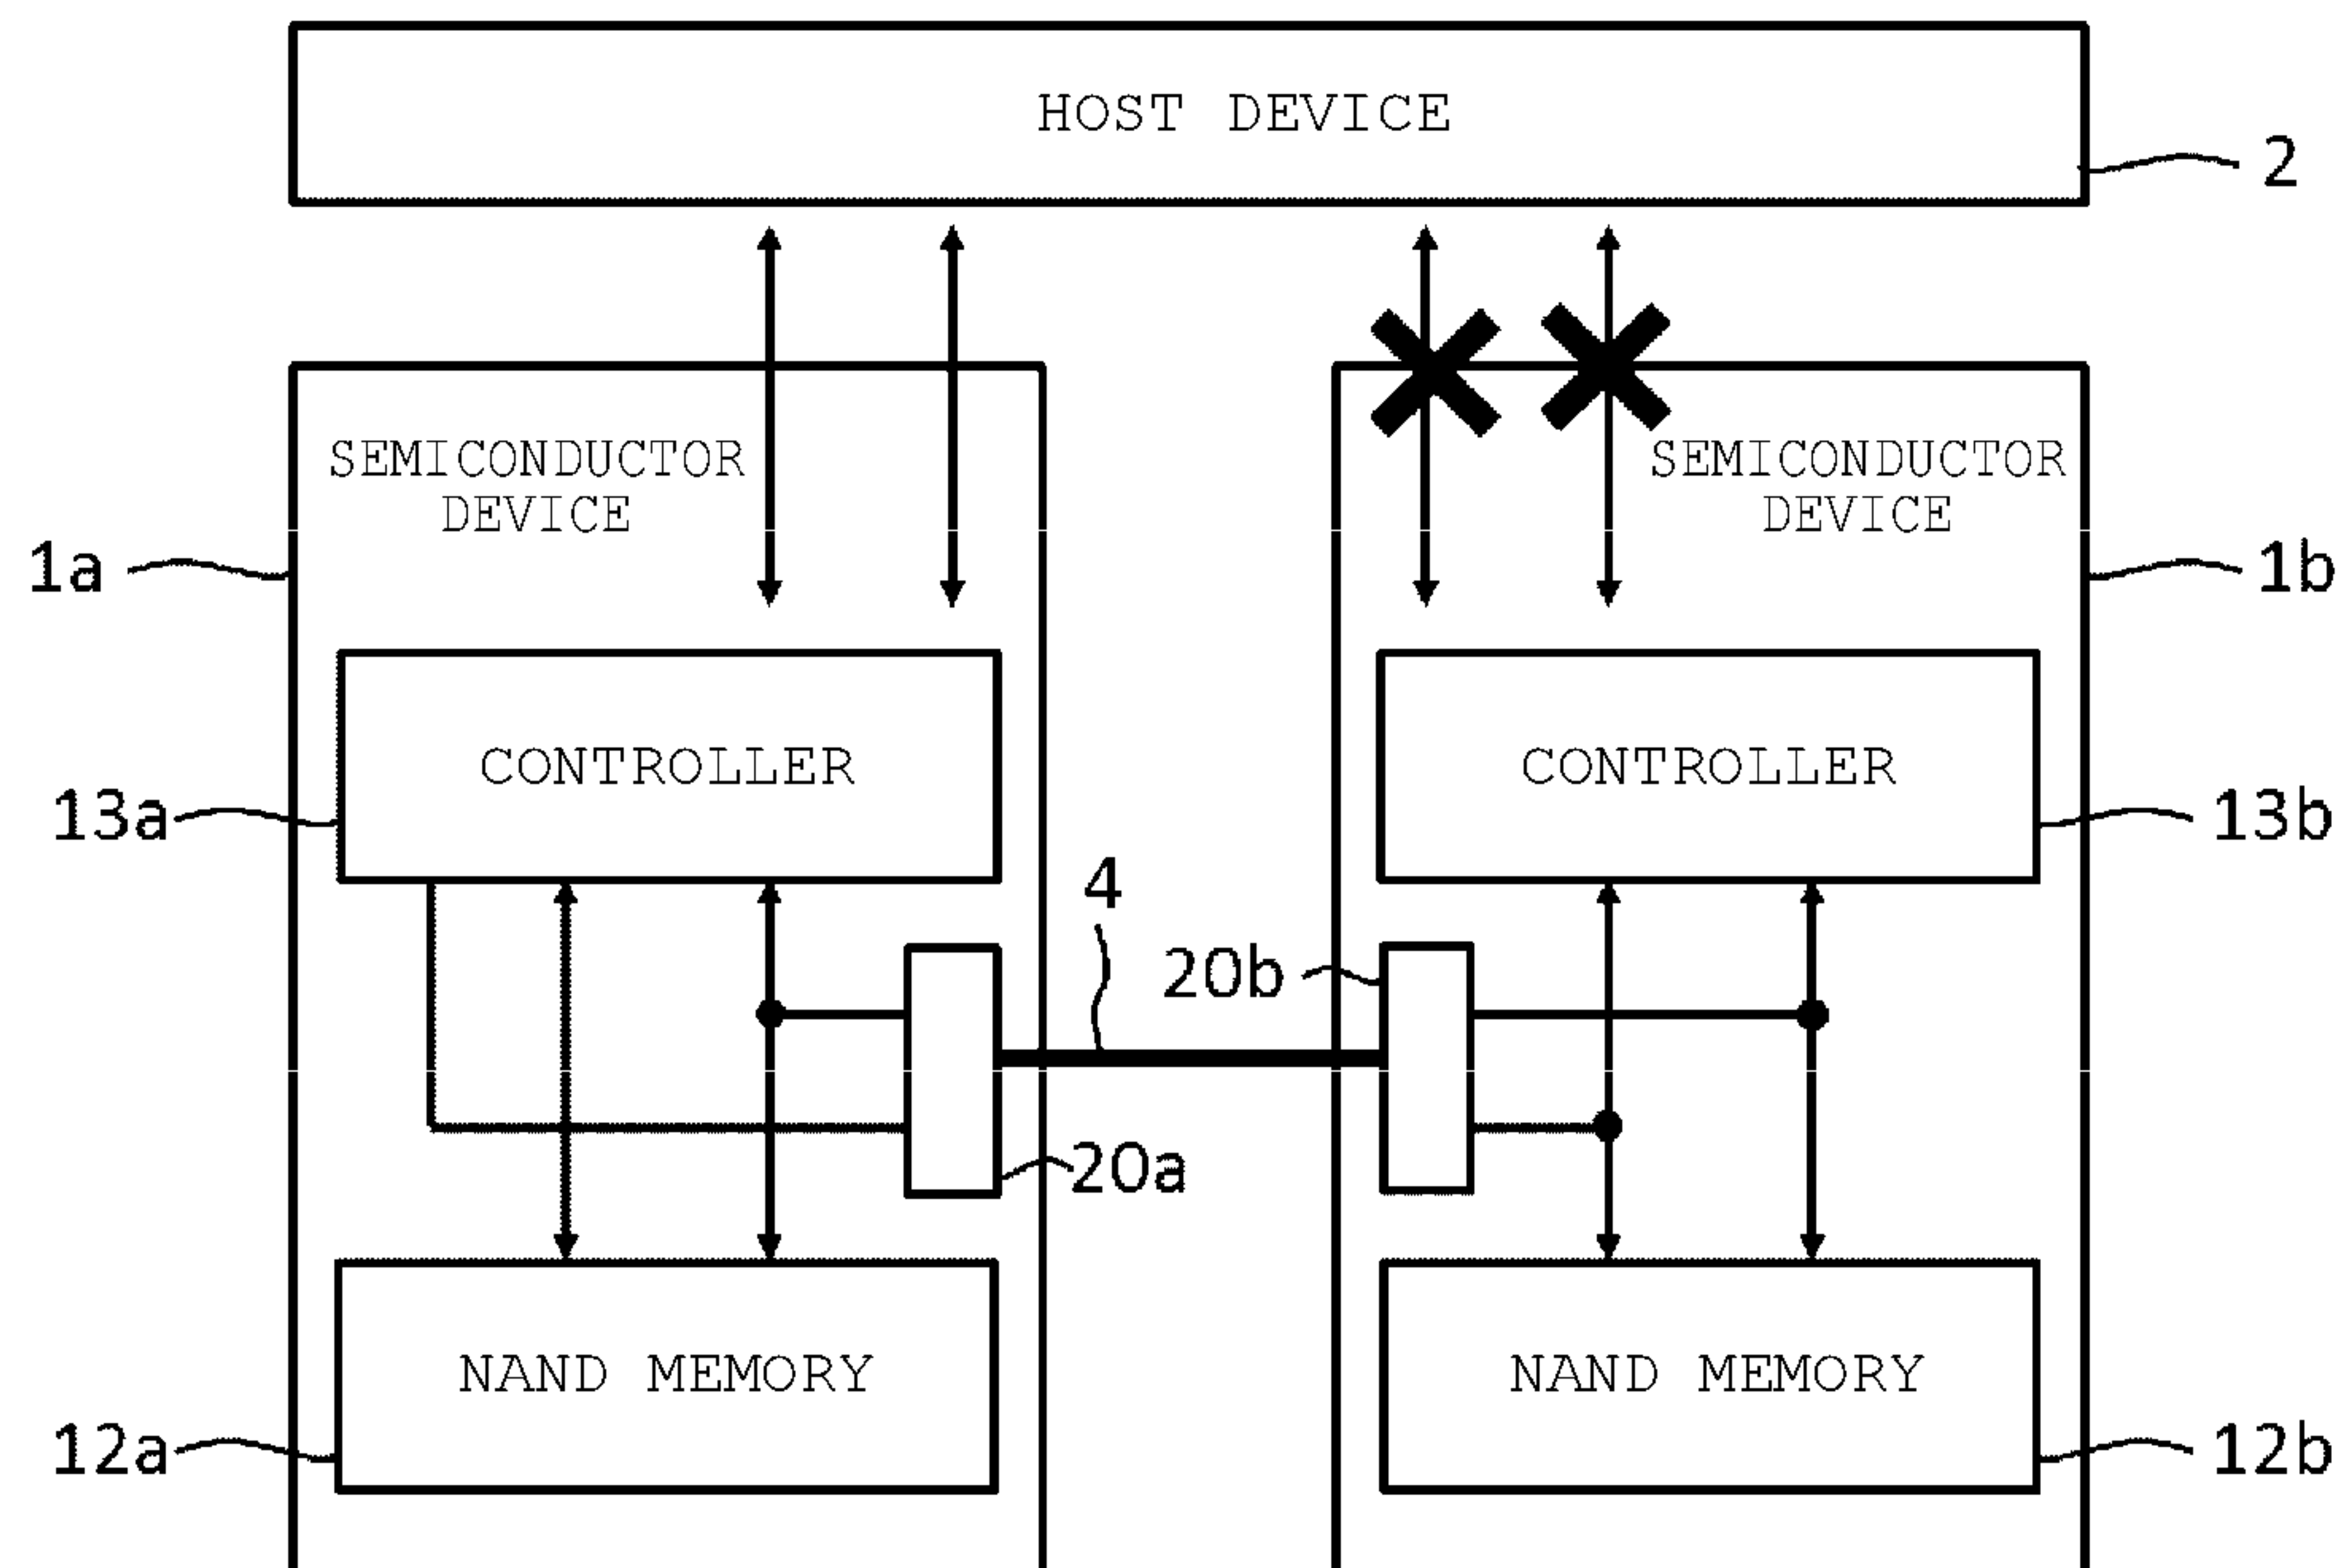 HOST DEVICE
2
SEMICONDUCTOR
DEVICE
SEMICONDUCTOR
DEVICE
1a
1b
CONTROLLER
CONTROLLER
13a
13b
4
20b
20a
NAND MEMORY
NAND MEMORY
12a
12b